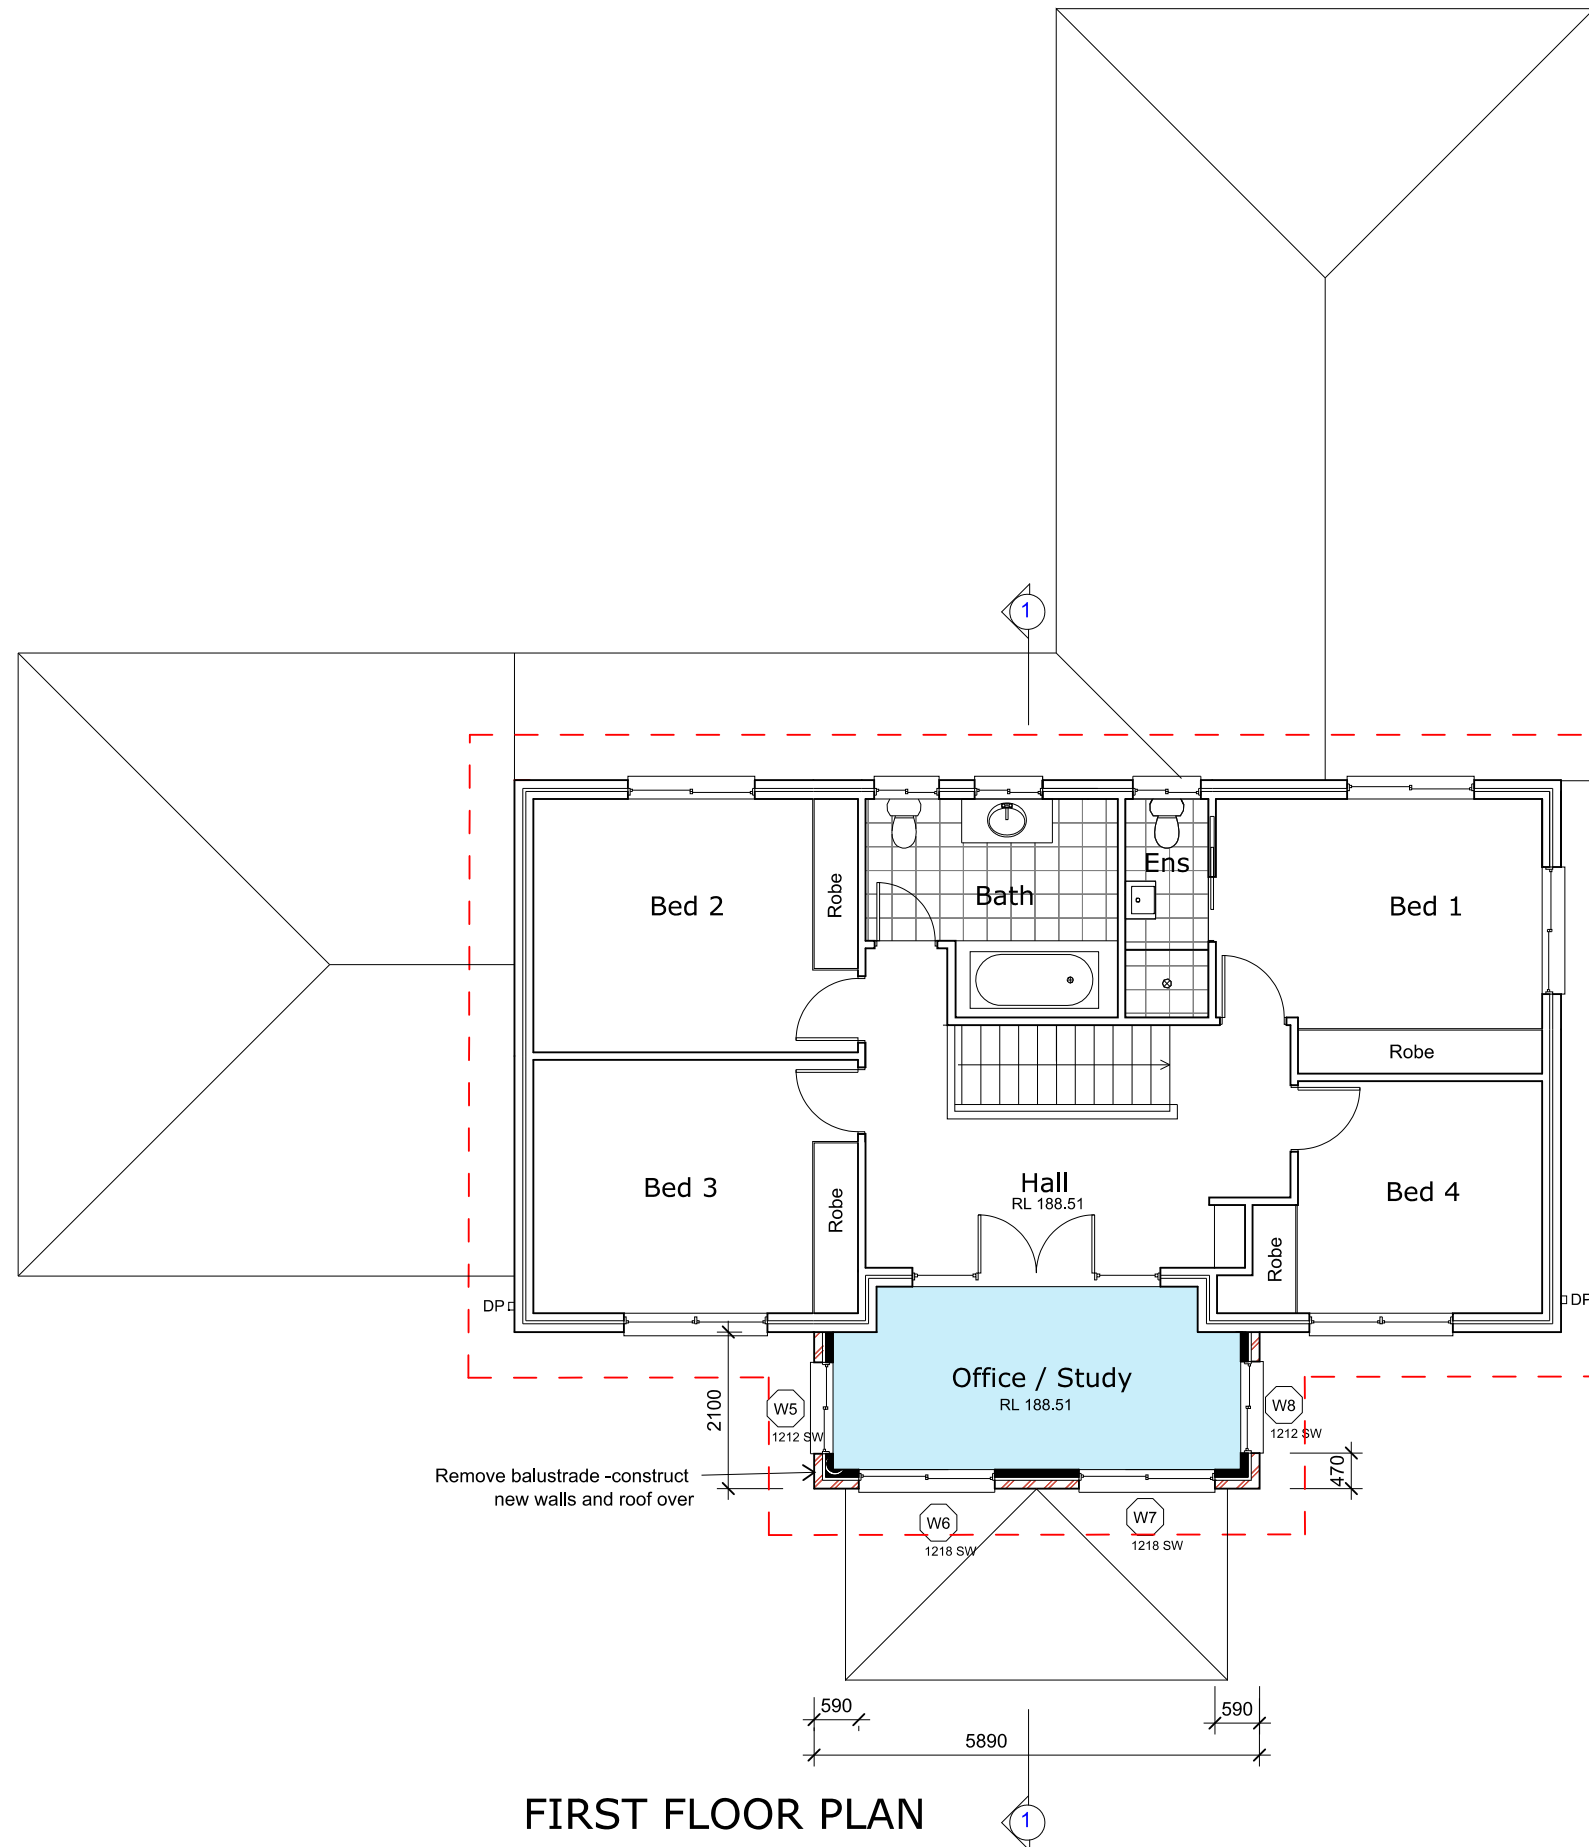 1
Bed 2
Robe
Bath
Ens
Bed 1
Robe
Bed 3
Robe
Hall
RL 188.51
Bed 4
Robe
DP
DP
Office / Study
RL 188.51
2100
W5
1212 SW
W8
1212 SW
470
Remove balustrade -construct
new walls and roof over
W6
1218 SW
W7
1218 SW
590
590
5890
FIRST FLOOR PLAN
1